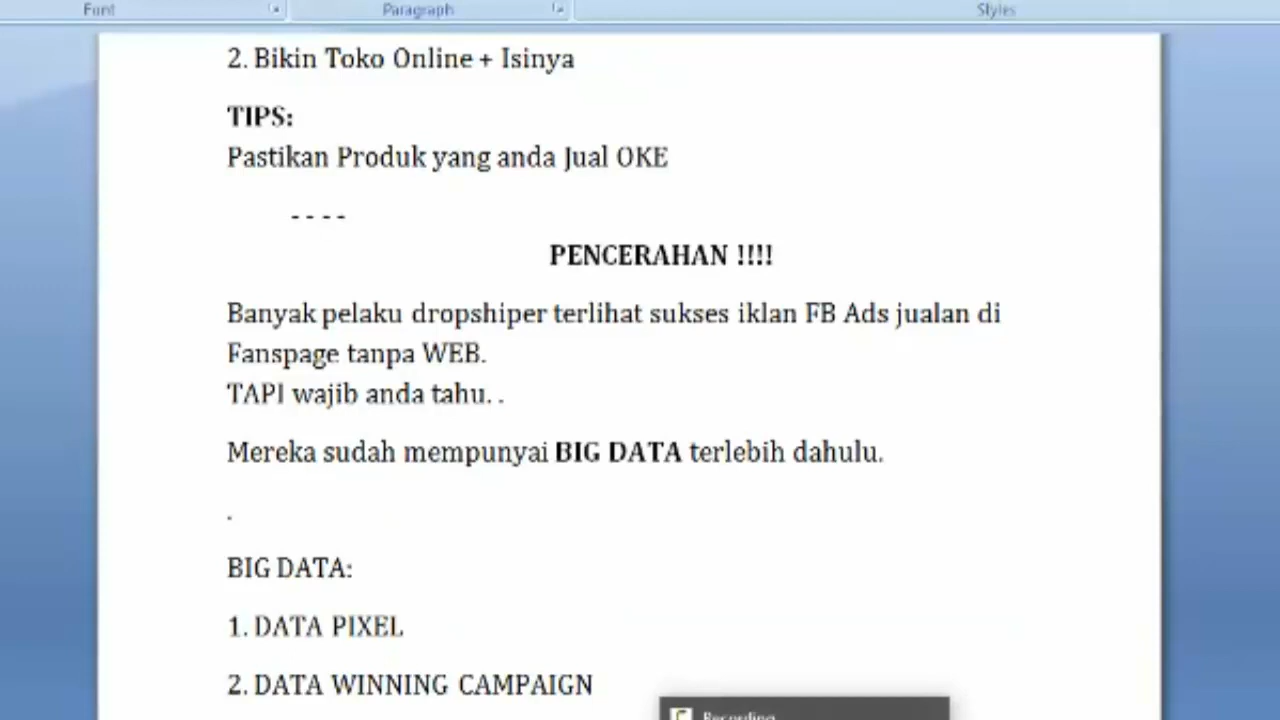 Font
Paragraph
Styles
2. Bikin Toko Online + Isinya
TIPS:
Pastikan Produk yang anda Jual OKE
- - - -
PENCERAHAN !!!!
Banyak pelaku dropshiper terlihat sukses iklan FB Ads jualan di
Fanspage tanpa WEB.
TAPI wajib anda tahu. .
Mereka sudah mempunyai BIG DATA terlebih dahulu.
.
BIG DATA:
1. DATA PIXEL
2. DATA WINNING CAMPAIGN
Recording